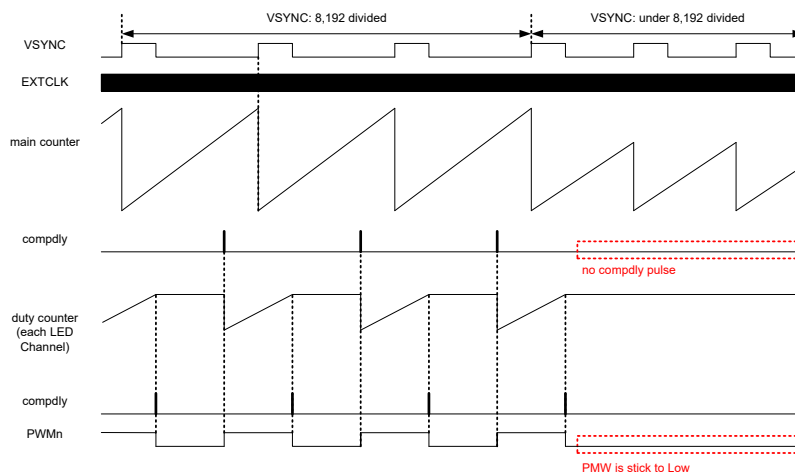 VSYNC: 8,192 divided
VSYNC: under 8,192 divided
VSYNC
EXTCLK
main counter
compdly
no compdly pulse
duty counter
(each LED
Channel)
compdly
PWMn
PMW is stick to Low